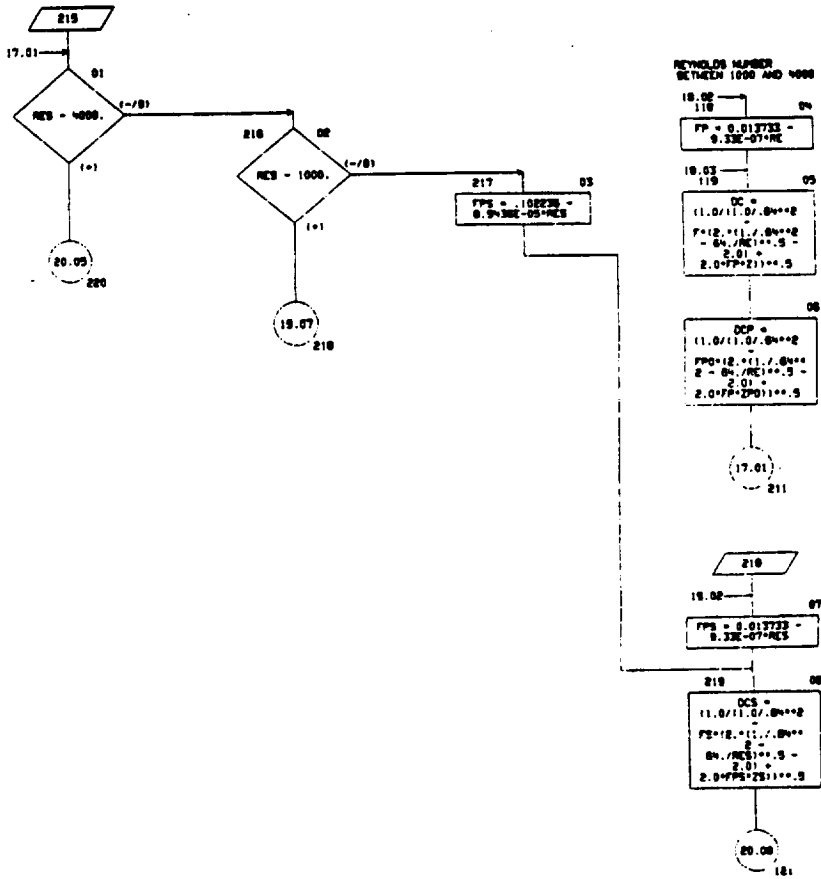 215
17.01
01
RES - 4000.
(-/0)
(+)
20.05
220
216
02
RES - 1000.
(-/0)
(+)
19.07
218
217
03
FPS = .102236 -
8.9436E-05*RES
REYNOLDS NUMBER
BETWEEN 1000 AND 4000
18.02
118
04
FP = 0.013733 -
9.33E-07*RE
18.03
119
05
DC =
(1.0/(1.0/.84**2
-
F*(2.*(1./.84**2
- 64./RE)**.5 -
2.0) +
2.0*FP*Z))**.5
06
DCP =
(1.0/(1.0/.84**2
-
FPO*(2.*(1./.84**
2 - 64./RE)**.5 -
2.0) +
2.0*FP*ZPO))**.5
17.01
211
218
19.02
07
FPS = 0.013733 -
9.33E-07*RES
219
08
DCS =
(1.0/(1.0/.84**2
-
FS*(2.*(1./.84**
2 -
64./RES)**.5 -
2.0) +
2.0*FPS*ZS))**.5
20.08
121